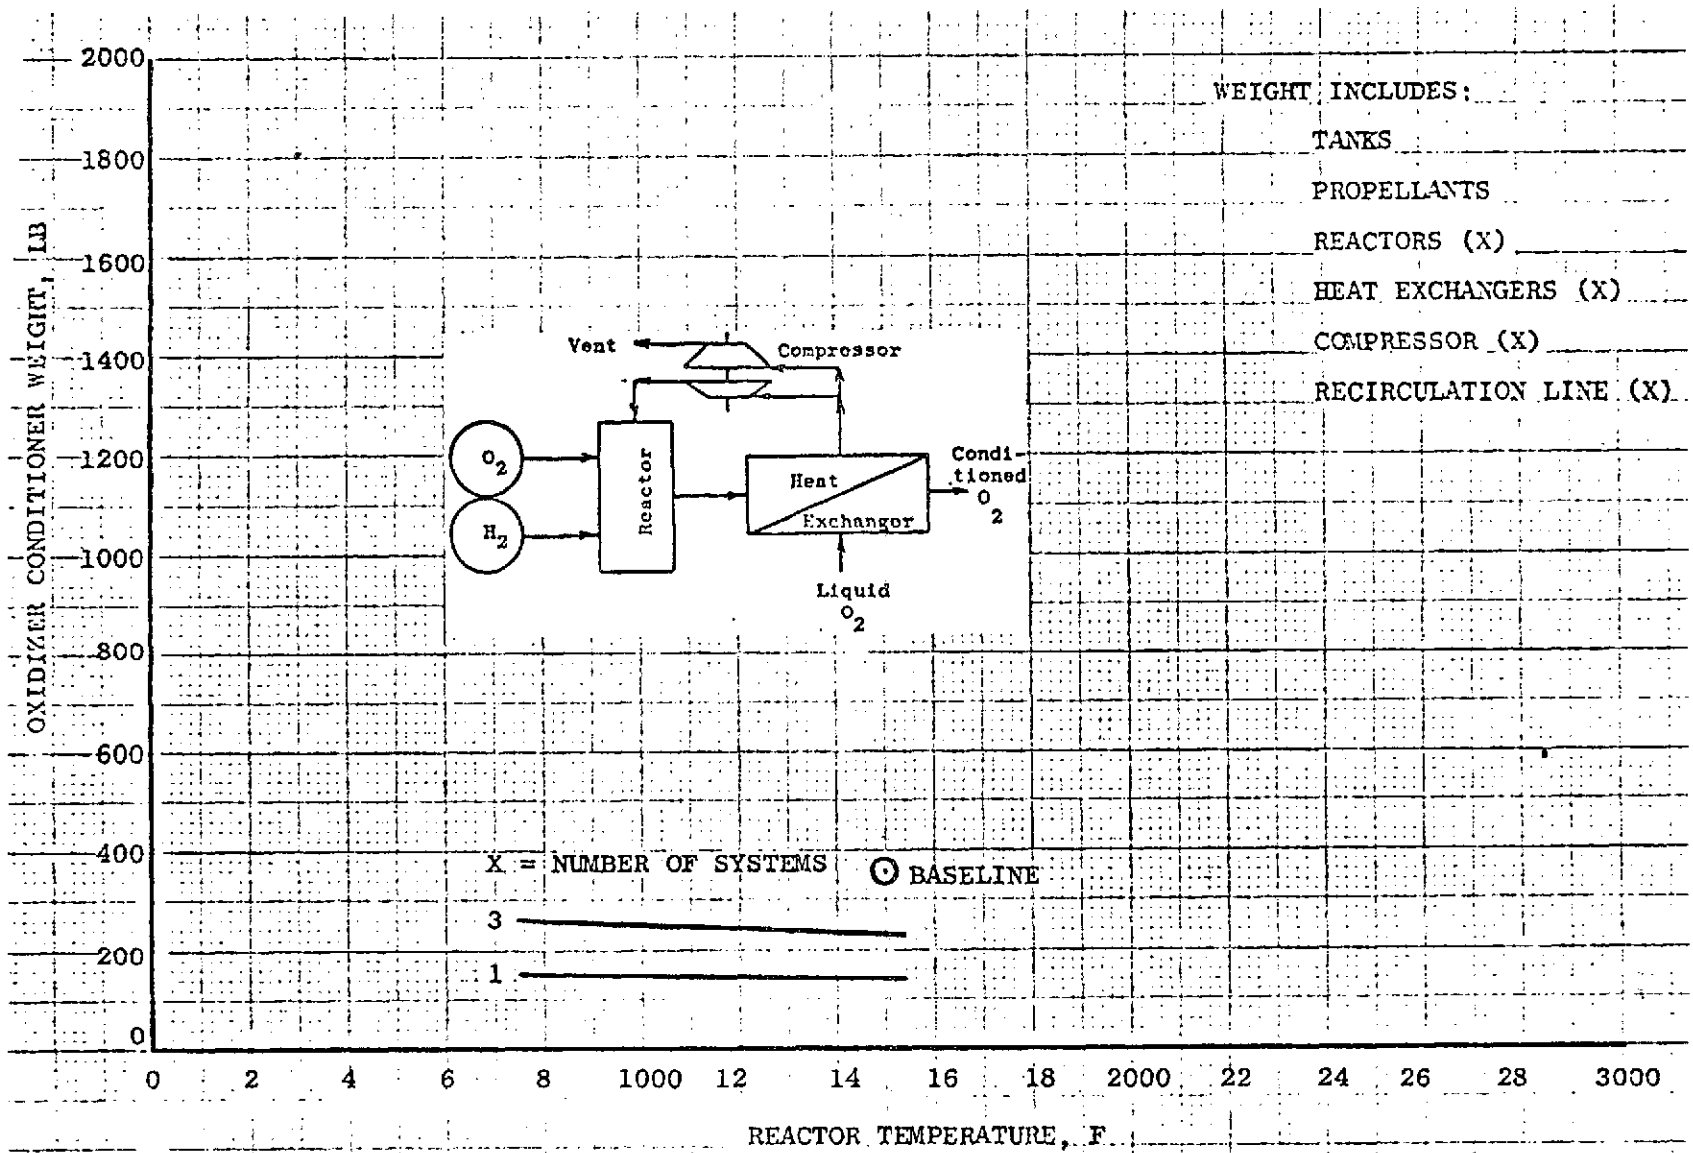 2000
1800
1600
1400
1200
1000
800
600
400
200
0
OXIDIZER CONDITIONER WEIGHT, LB
WEIGHT INCLUDES:
TANKS
PROPELLANTS
REACTORS (X)
HEAT EXCHANGERS (X)
COMPRESSOR (X)
RECIRCULATION LINE (X)
Vent
Compressor
O2
H2
Reactor
Heat
Exchangor
Condi-
tioned
O2
Liquid
O2
X = NUMBER OF SYSTEMS
BASELINE
3
1
0 2 4 6 8 1000 12 14 16 18 2000 22 24 26 28 3000
REACTOR TEMPERATURE, F